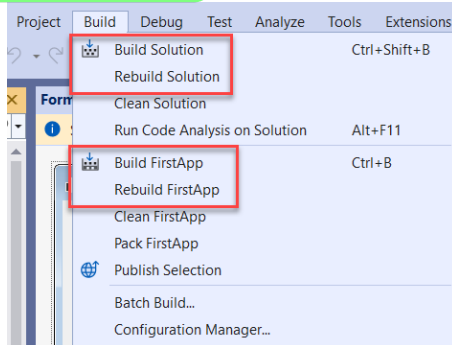 Project Build Debug Test Analyze Tools Extensions
Build Solution Ctrl+Shift+B
Rebuild Solution
Clean Solution
Run Code Analysis on Solution Alt+F11
Build FirstApp Ctrl+B
Rebuild FirstApp
Clean FirstApp
Pack FirstApp
Publish Selection
Batch Build...
Configuration Manager...
Form